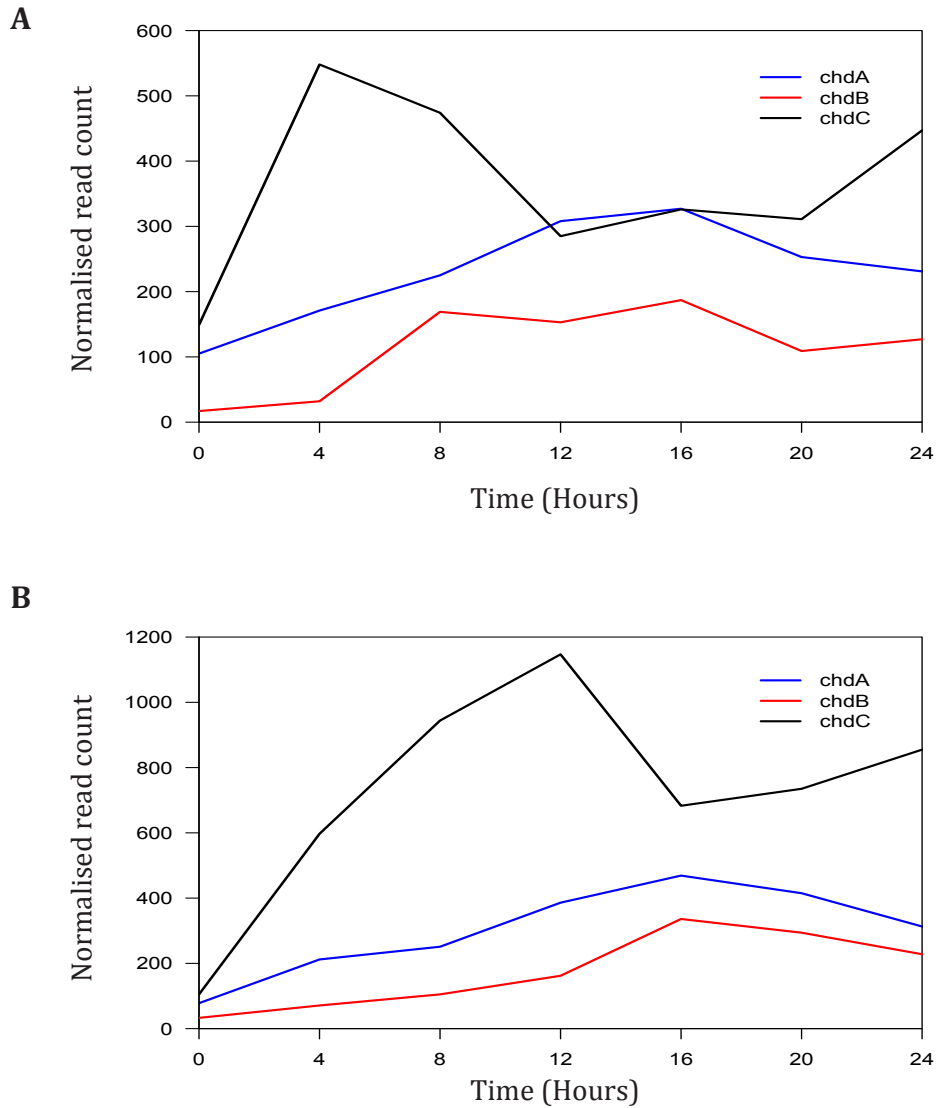 A
Normalised read count
600
500
400
300
200
100
0
chdA
chdB
chdC
0 4 8 12 16 20 24
Time (Hours)
B
Normalised read count
1200
1000
800
600
400
200
0
chdA
chdB
chdC
0 4 8 12 16 20 24
Time (Hours)